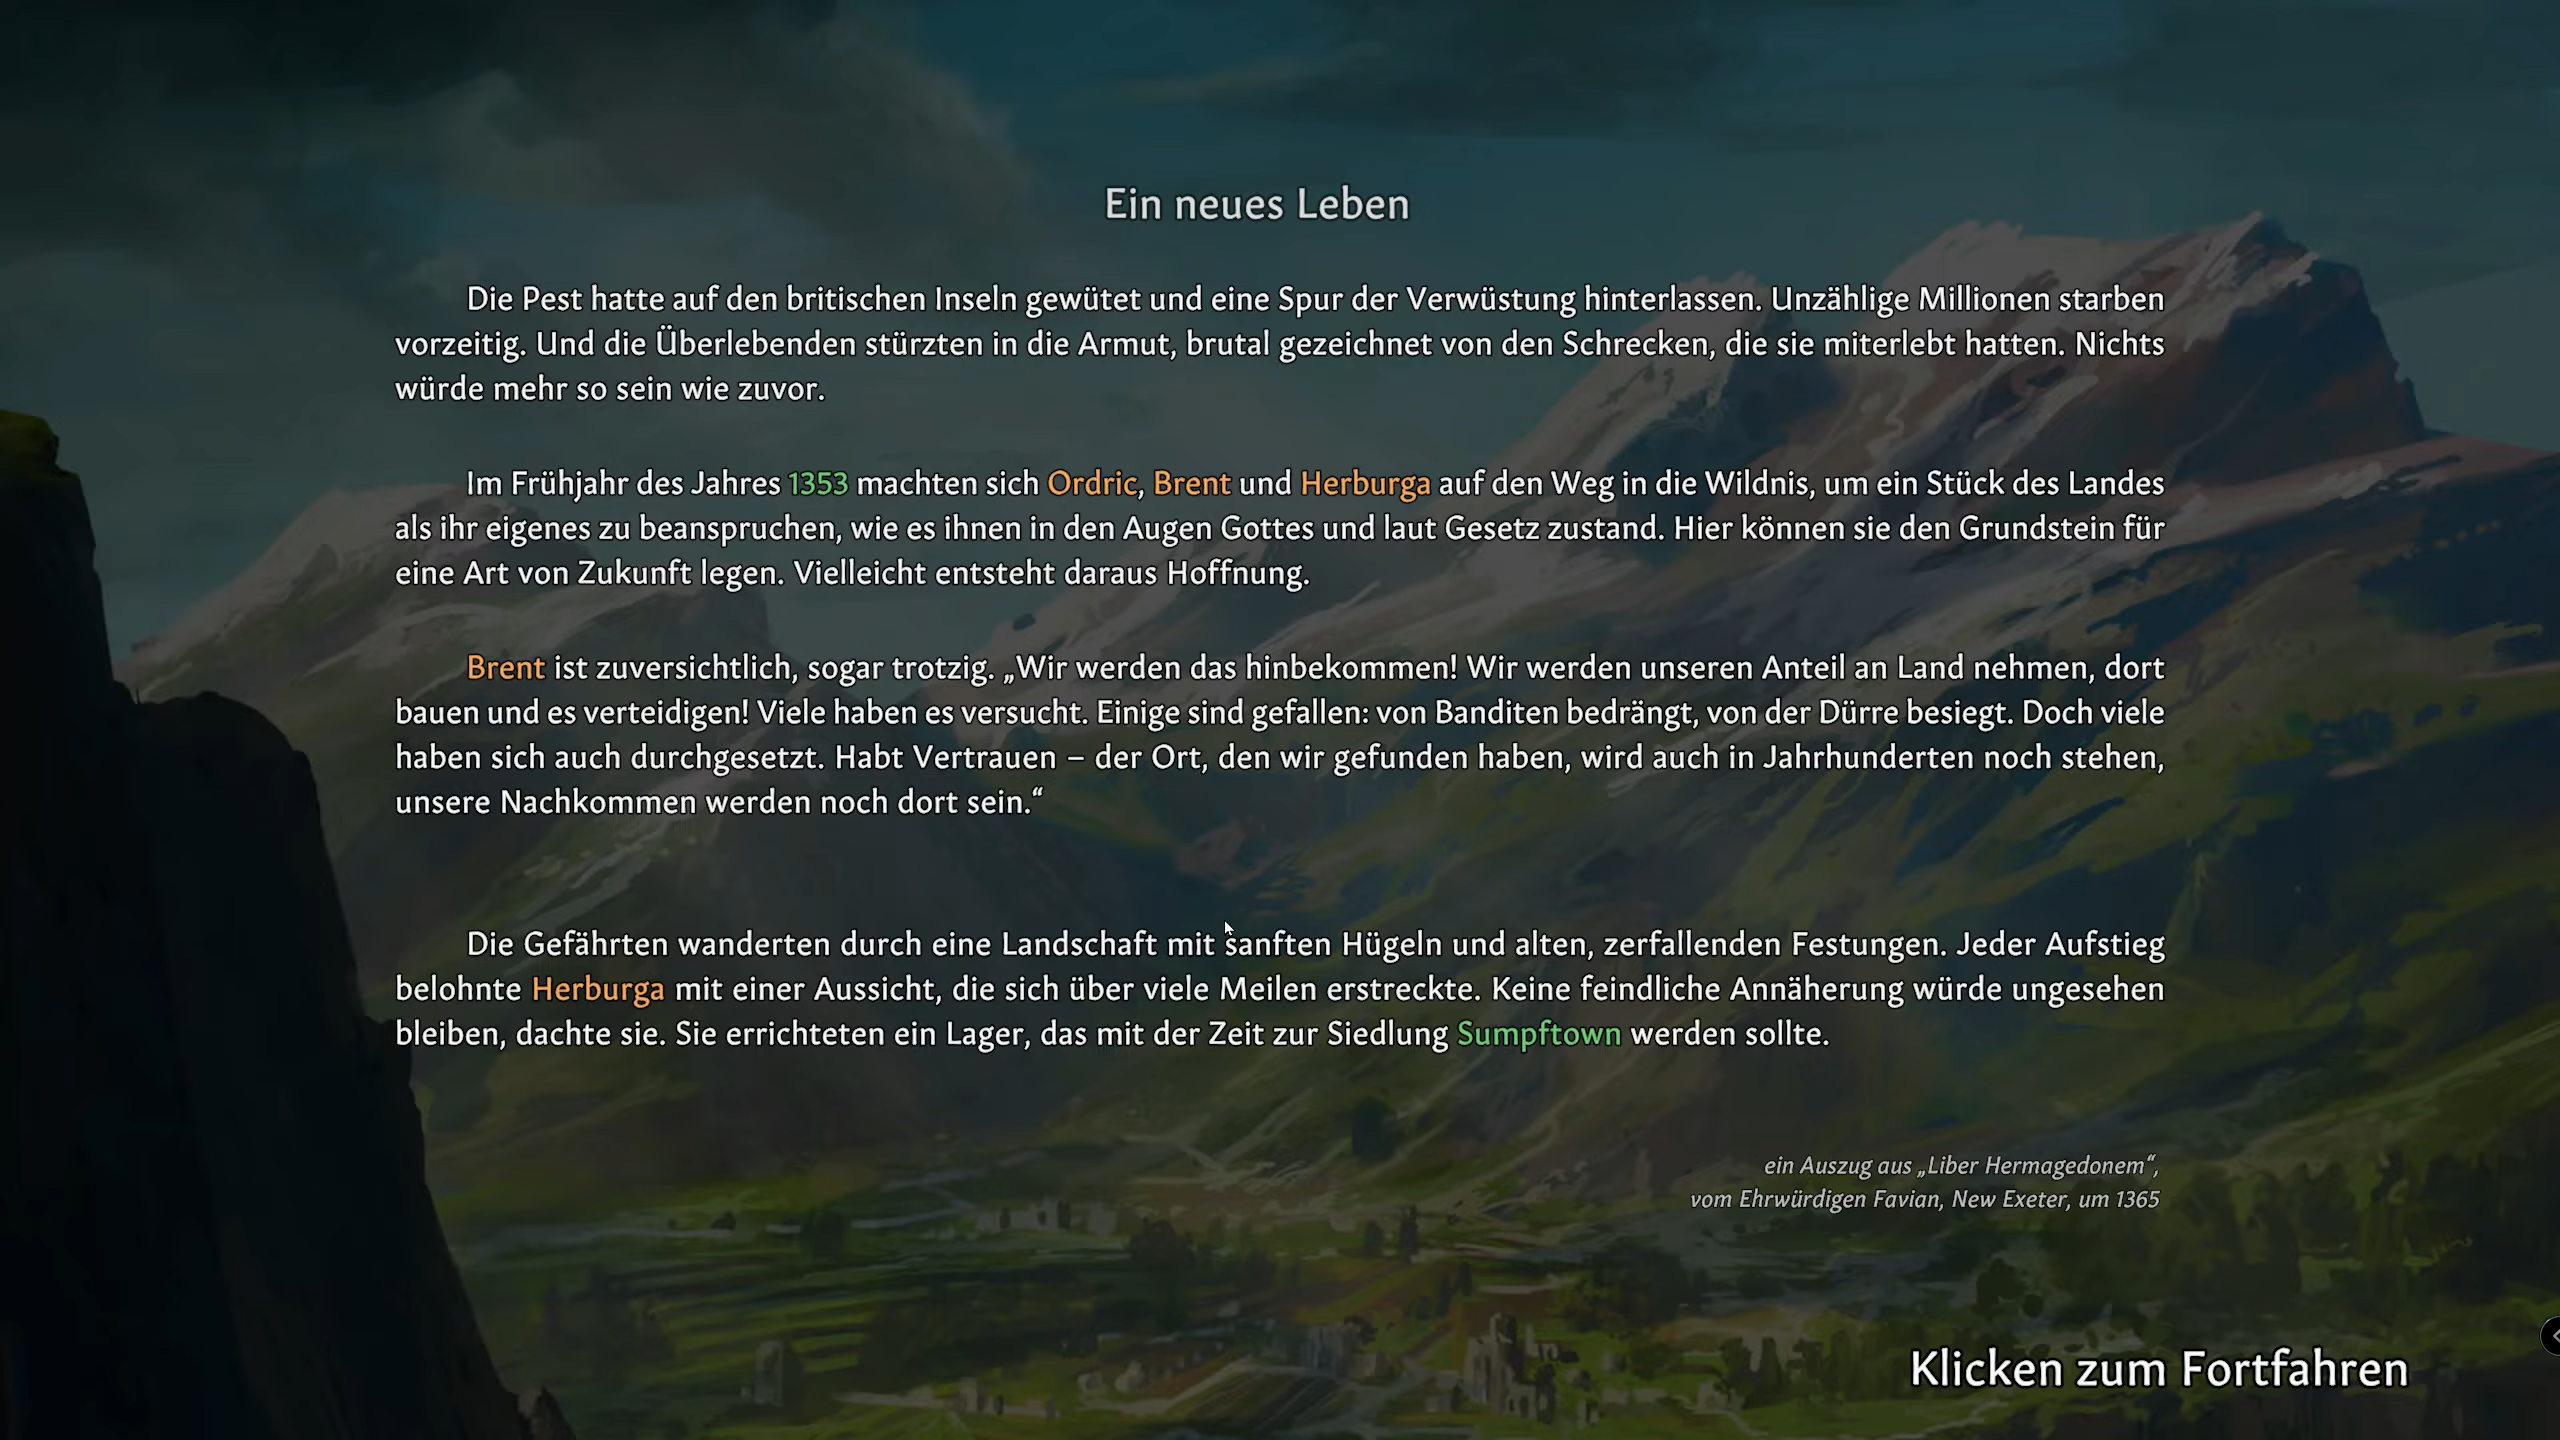 Ein neues Leben
Die Pest hatte auf den britischen Inseln gewütet und eine Spur der Verwüstung hinterlassen. Unzählige Millionen starben
vorzeitig. Und die Überlebenden stürzten in die Armut, brutal gezeichnet von den Schrecken, die sie miterlebt hatten. Nichts
würde mehr so sein wie zuvor.
Im Frühjahr des Jahres 1353 machten sich Ordric, Brent und Herburga auf den Weg in die Wildnis, um ein Stück des Landes
als ihr eigenes zu beanspruchen, wie es ihnen in den Augen Gottes und laut Gesetz zustand. Hier können sie den Grundstein für
eine Art von Zukunft legen. Vielleicht entsteht daraus Hoffnung.
Brent ist zuversichtlich, sogar trotzig. „Wir werden das hinbekommen! Wir werden unseren Anteil an Land nehmen, dort
bauen und es verteidigen! Viele haben es versucht. Einige sind gefallen: von Banditen bedrängt, von der Dürre besiegt. Doch viele
haben sich auch durchgesetzt. Habt Vertrauen – der Ort, den wir gefunden haben, wird auch in Jahrhunderten noch stehen,
unsere Nachkommen werden noch dort sein.“
Die Gefährten wanderten durch eine Landschaft mit sanften Hügeln und alten, zerfallenden Festungen. Jeder Aufstieg
belohnte Herburga mit einer Aussicht, die sich über viele Meilen erstreckte. Keine feindliche Annäherung würde ungesehen
bleiben, dachte sie. Sie errichteten ein Lager, das mit der Zeit zur Siedlung Sumpftown werden sollte.
ein Auszug aus „Liber Hermagedonem“,
vom Ehrwürdigen Favian, New Exeter, um 1365
Klicken zum Fortfahren